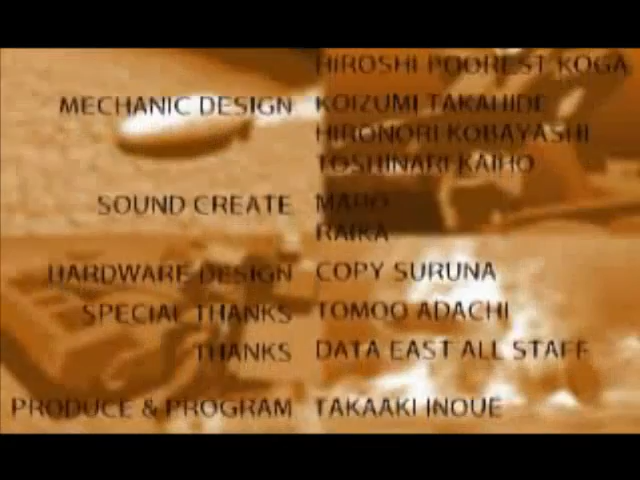 HIROSHI POOREST KOGA
MECHANIC DESIGN KOIZUMI TAKAHIDE
HIRONORI KOBAYASHI
TOSHINARI KAIHO
SOUND CREATE MARO
RAIKA
HARDWARE DESIGN COPY SURUNA
SPECIAL THANKS TOMOO ADACHI
THANKS DATA EAST ALL STAFF
PRODUCE & PROGRAM TAKAAKI INOUE